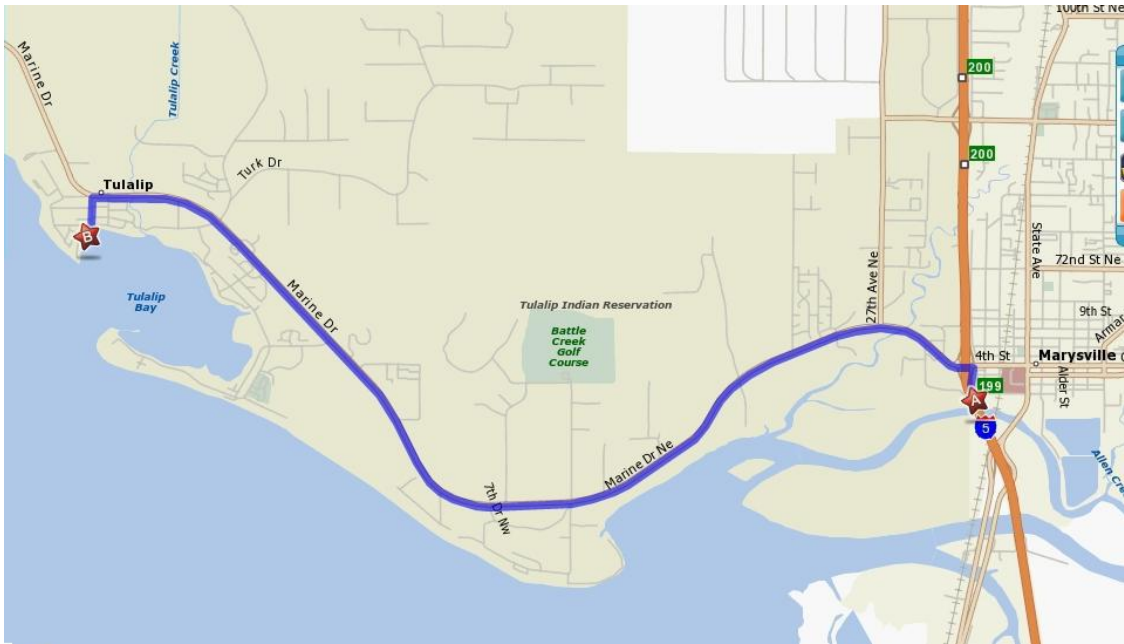 100th St Ne
Marine Dr
Tulalip Creek
200
Turk Dr
200
Tulalip
B
State Ave
72nd St Ne
27th Ave Ne
Tulalip
Bay
Marine Dr
Tulalip Indian Reservation
9th St
Battle
Creek
Golf
Course
4th St
Marysville
Alder St
199
A
5
Marine Dr Ne
7th Dr Nw